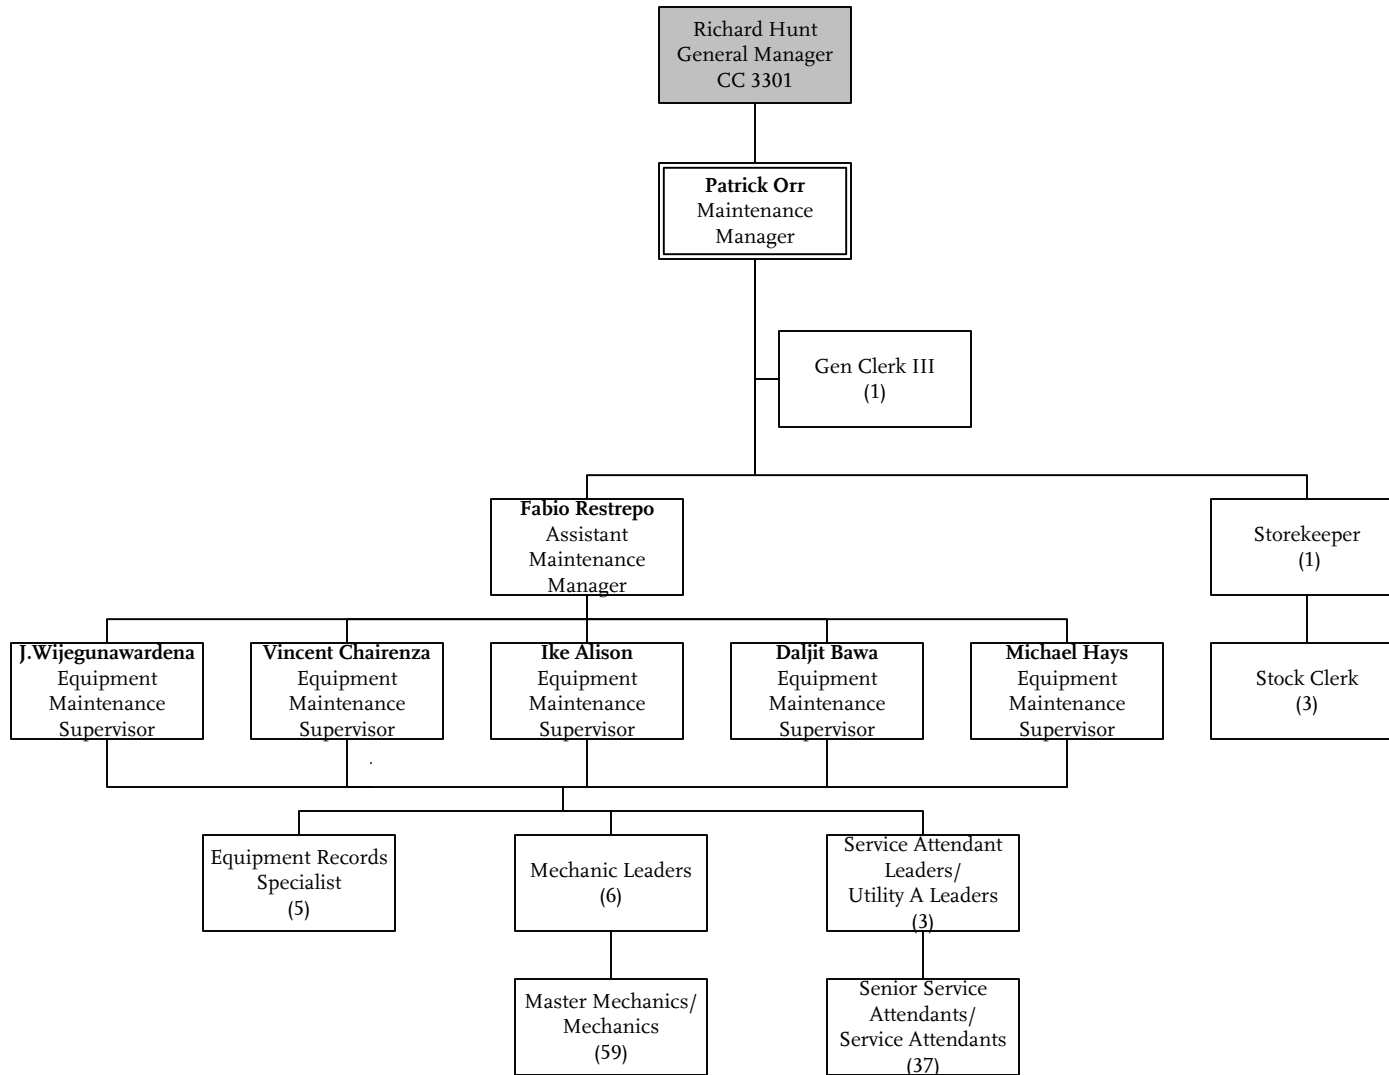 Richard Hunt
General Manager
CC 3301
Patrick Orr
Maintenance
Manager
Gen Clerk III
(1)
Fabio Restrepo
Assistant
Maintenance
Manager
Storekeeper
(1)
J.Wijegunawardena
Equipment
Maintenance
Supervisor
Vincent Chairenza
Equipment
Maintenance
Supervisor
Ike Alison
Equipment
Maintenance
Supervisor
Daljit Bawa
Equipment
Maintenance
Supervisor
Michael Hays
Equipment
Maintenance
Supervisor
Stock Clerk
(3)
Equipment Records
Specialist
(5)
Mechanic Leaders
(6)
Service Attendant
Leaders/
Utility A Leaders
(3)
Master Mechanics/
Mechanics
(59)
Senior Service
Attendants/
Service Attendants
(37)